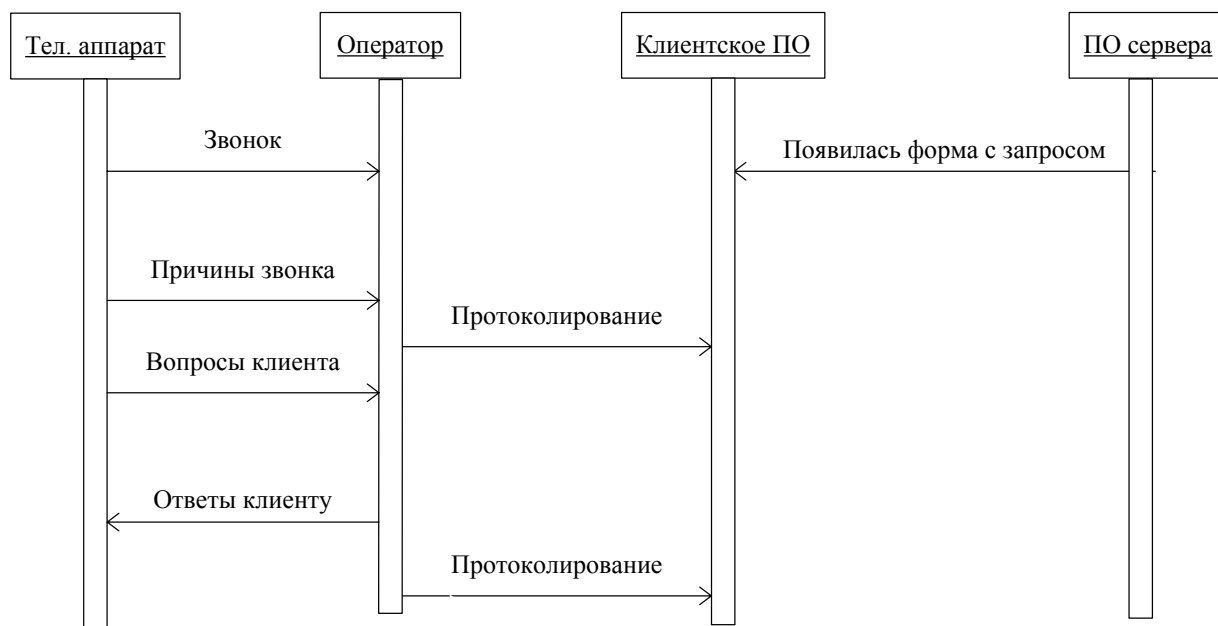 Тел. аппарат
Оператор
Клиентское ПО
ПО сервера
Звонок
Появилась форма с запросом
Причины звонка
Протоколирование
Вопросы клиента
Ответы клиенту
Протоколирование